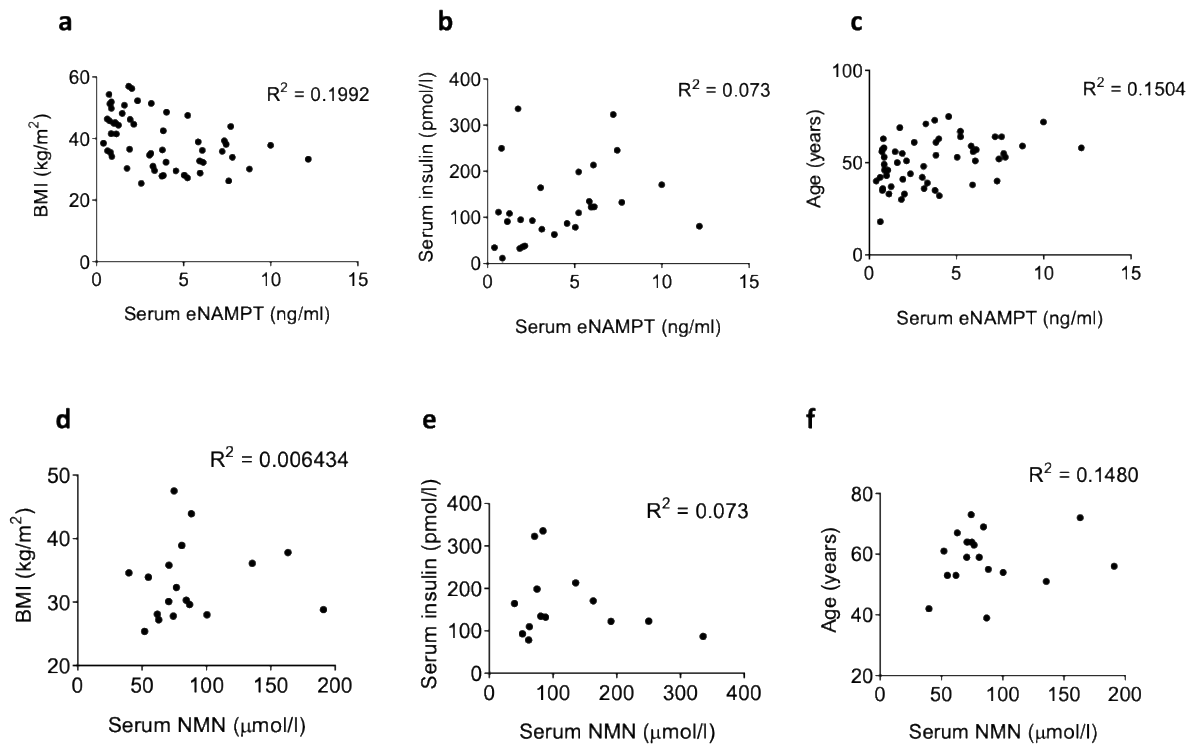 a
b
c
60
40
20
0
BMI (kg/m²)
R² = 0.1992
0 5 10 15
Serum eNAMPT (ng/ml)
400
300
200
100
0
Serum insulin (pmol/l)
R² = 0.073
0 5 10 15
Serum eNAMPT (ng/ml)
100
50
0
Age (years)
R² = 0.1504
0 5 10 15
Serum eNAMPT (ng/ml)
d
e
f
50
40
30
20
BMI (kg/m²)
R² = 0.006434
0 50 100 150 200
Serum NMN (μmol/l)
400
300
200
100
0
Serum insulin (pmol/l)
R² = 0.073
0 100 200 300 400
Serum NMN (μmol/l)
80
60
40
20
Age (years)
R² = 0.1480
0 50 100 150 200
Serum NMN (μmol/l)